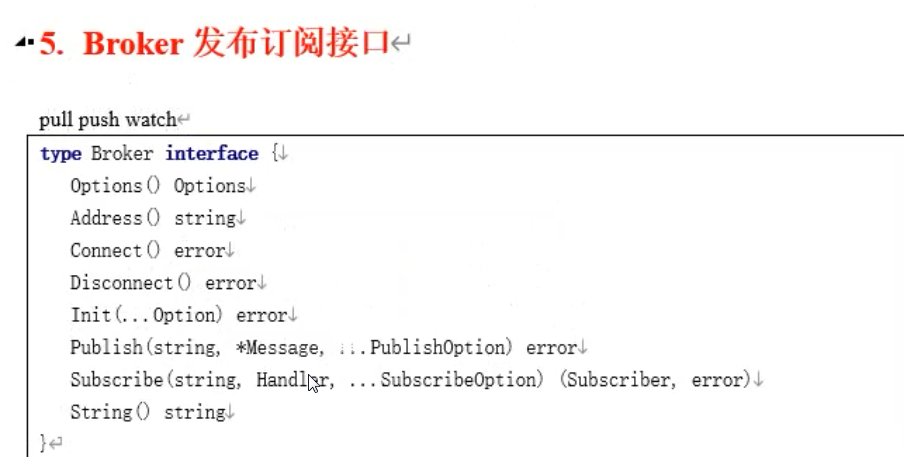 5. Broker 发布订阅接口
pull push watch
type Broker interface {
Options() Options
Address() string
Connect() error
Disconnect() error
Init(...Option) error
Publish(string, *Message, ...PublishOption) error
Subscribe(string, Handler, ...SubscribeOption) (Subscriber, error)
String() string
}